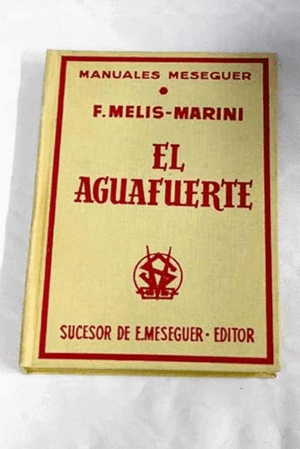 MANUALES MESEGUER
F. MELIS-MARINI
EL
AGUAFUERTE
SUCESOR DE E. MESEGUER · EDITOR